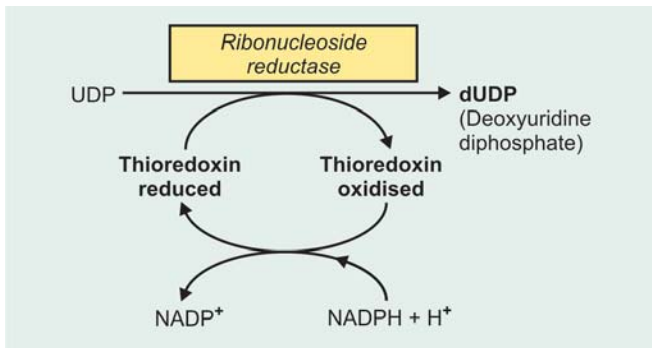 Ribonucleoside
reductase
UDP
dUDP
(Deoxyuridine
diphosphate)
Thioredoxin
reduced
Thioredoxin
oxidised
NADP⁺
NADPH + H⁺